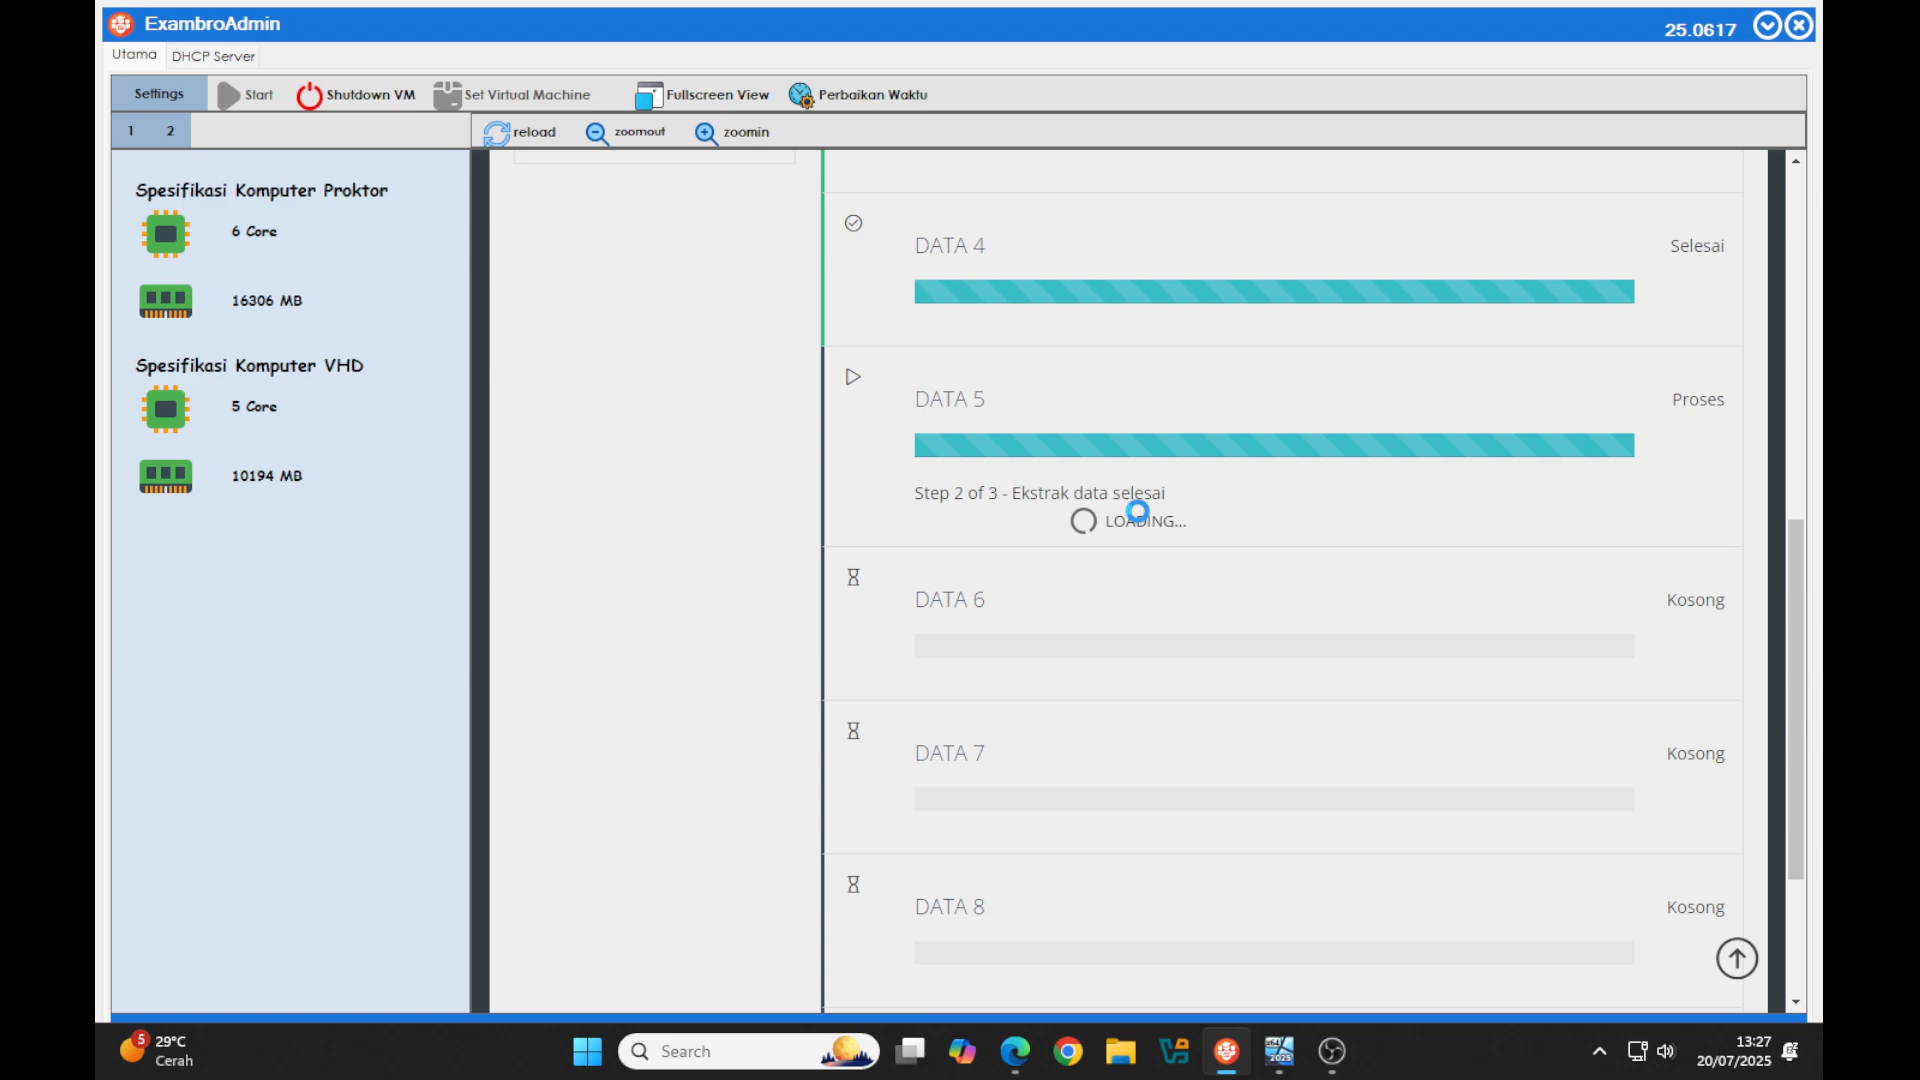 ExambroAdmin
25.0617
Utama
DHCP Server
Settings
Start
Shutdown VM
Set Virtual Machine
Fullscreen View
Perbaikan Waktu
1
2
reload
zoomout
zoomin
Spesifikasi Komputer Proktor
6 Core
16306 MB
Spesifikasi Komputer VHD
5 Core
10194 MB
DATA 4
Selesai
DATA 5
Proses
Step 2 of 3 - Ekstrak data selesai
LOADING...
DATA 6
Kosong
DATA 7
Kosong
DATA 8
Kosong
5
29°C
Cerah
Search
x64
2025
13:27
20/07/2025